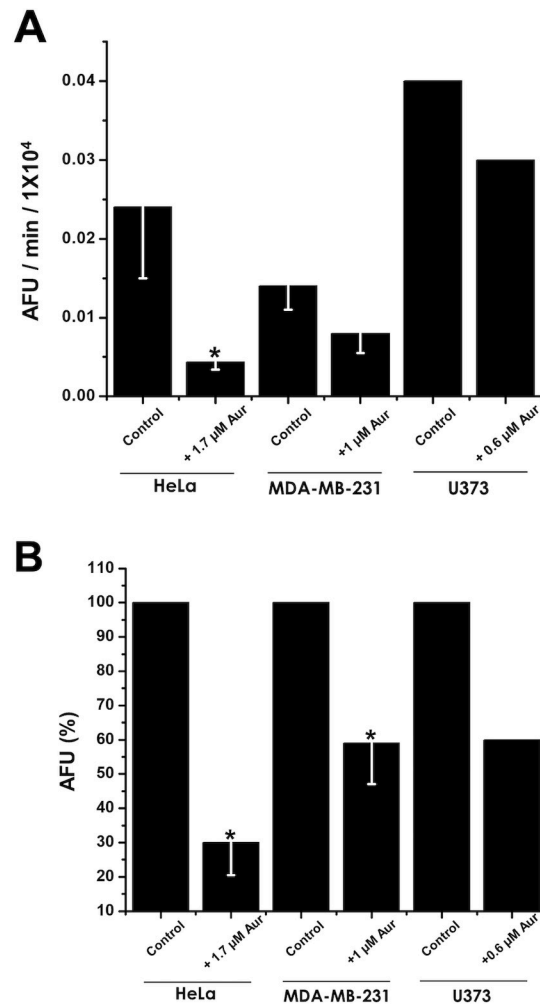 A
AFU / min / 1X10⁴
0.04
0.03
0.02
0.01
0.00
*
Control
+ 1.7 µM Aur
Control
+1 µM Aur
Control
+ 0.6 µM Aur
HeLa
MDA-MB-231
U373
B
AFU (%)
110
100
90
80
70
60
50
40
30
20
10
*
*
Control
+ 1.7 µM Aur
Control
+1 µM Aur
Control
+0.6 µM Aur
HeLa
MDA-MB-231
U373